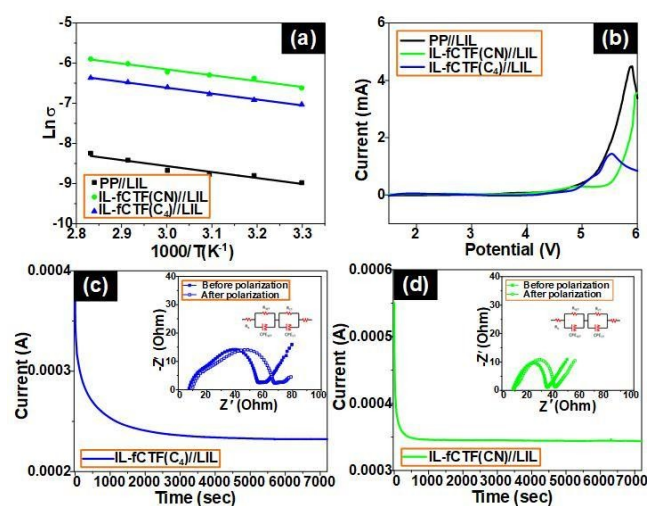 (a)
Ln σ
-5
-6
-7
-8
-9
-10
PP//LIL
IL-fCTF(CN)//LIL
IL-fCTF(C₄)//LIL
2.8 2.9 3.0 3.1 3.2 3.3
1000/T(K⁻¹)
(b)
Current (mA)
6
4
2
0
PP//LIL
IL-fCTF(CN)//LIL
IL-fCTF(C₄)//LIL
2 3 4 5 6
Potential (V)
(c)
Current (A)
0.0004
0.0003
0.0002
Before polarization
After polarization
-Z' (Ohm)
40
30
20
10
0
0 20 40 60 80 100
Z' (Ohm)
IL-fCTF(C₄)//LIL
0 1000 2000 3000 4000 5000 6000 7000
Time (sec)
(d)
Current (A)
0.0006
0.0005
0.0004
0.0003
Before polarization
After polarization
-Z' (Ohm)
40
30
20
10
0
0 20 40 60 80 100
Z' (Ohm)
IL-fCTF(CN)//LIL
0 1000 2000 3000 4000 5000 6000 7000
Time (sec)